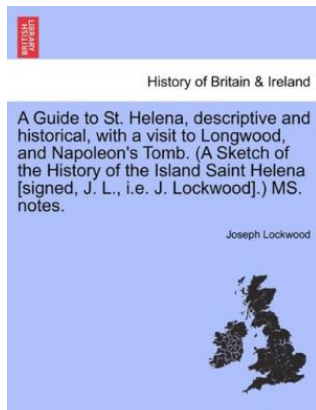 BRITISH
LIBRARY
History of Britain & Ireland
A Guide to St. Helena, descriptive and
historical, with a visit to Longwood,
and Napoleon's Tomb. (A Sketch of
the History of the Island Saint Helena
[signed, J. L., i.e. J. Lockwood].) MS.
notes.
Joseph Lockwood